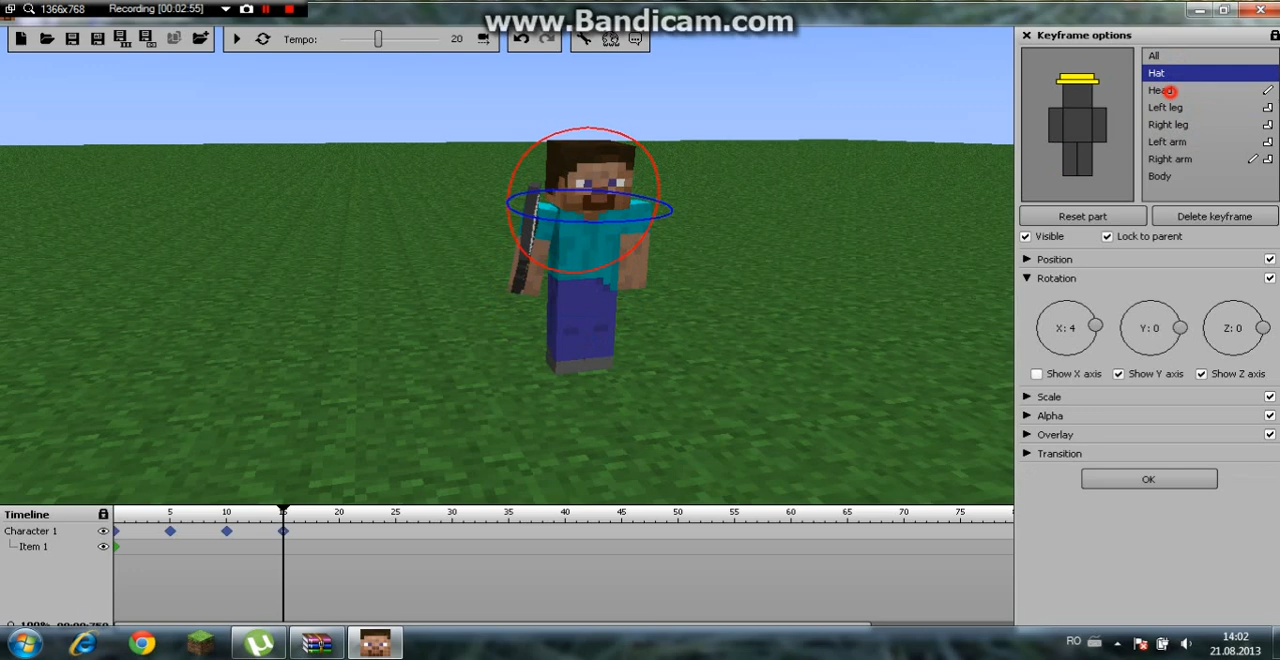 1366x768 Recording [00:02.55]
www.Bandicam.com
Tempo: 20
Keyframe options
All
Hat
Head
Left leg
Right leg
Left arm
Right arm
Body
Reset part Delete keyframe
Visible Lock to parent
Position
Rotation
X: 4 Y: 0 Z: 0
Show X axis Show Y axis Show Z axis
Scale
Alpha
Overlay
Transition
OK
Timeline 5 10 20 25 30 35 40 45 50 55 60 65 70 75
Character 1
Item 1
RO 14:02
21.08.2013